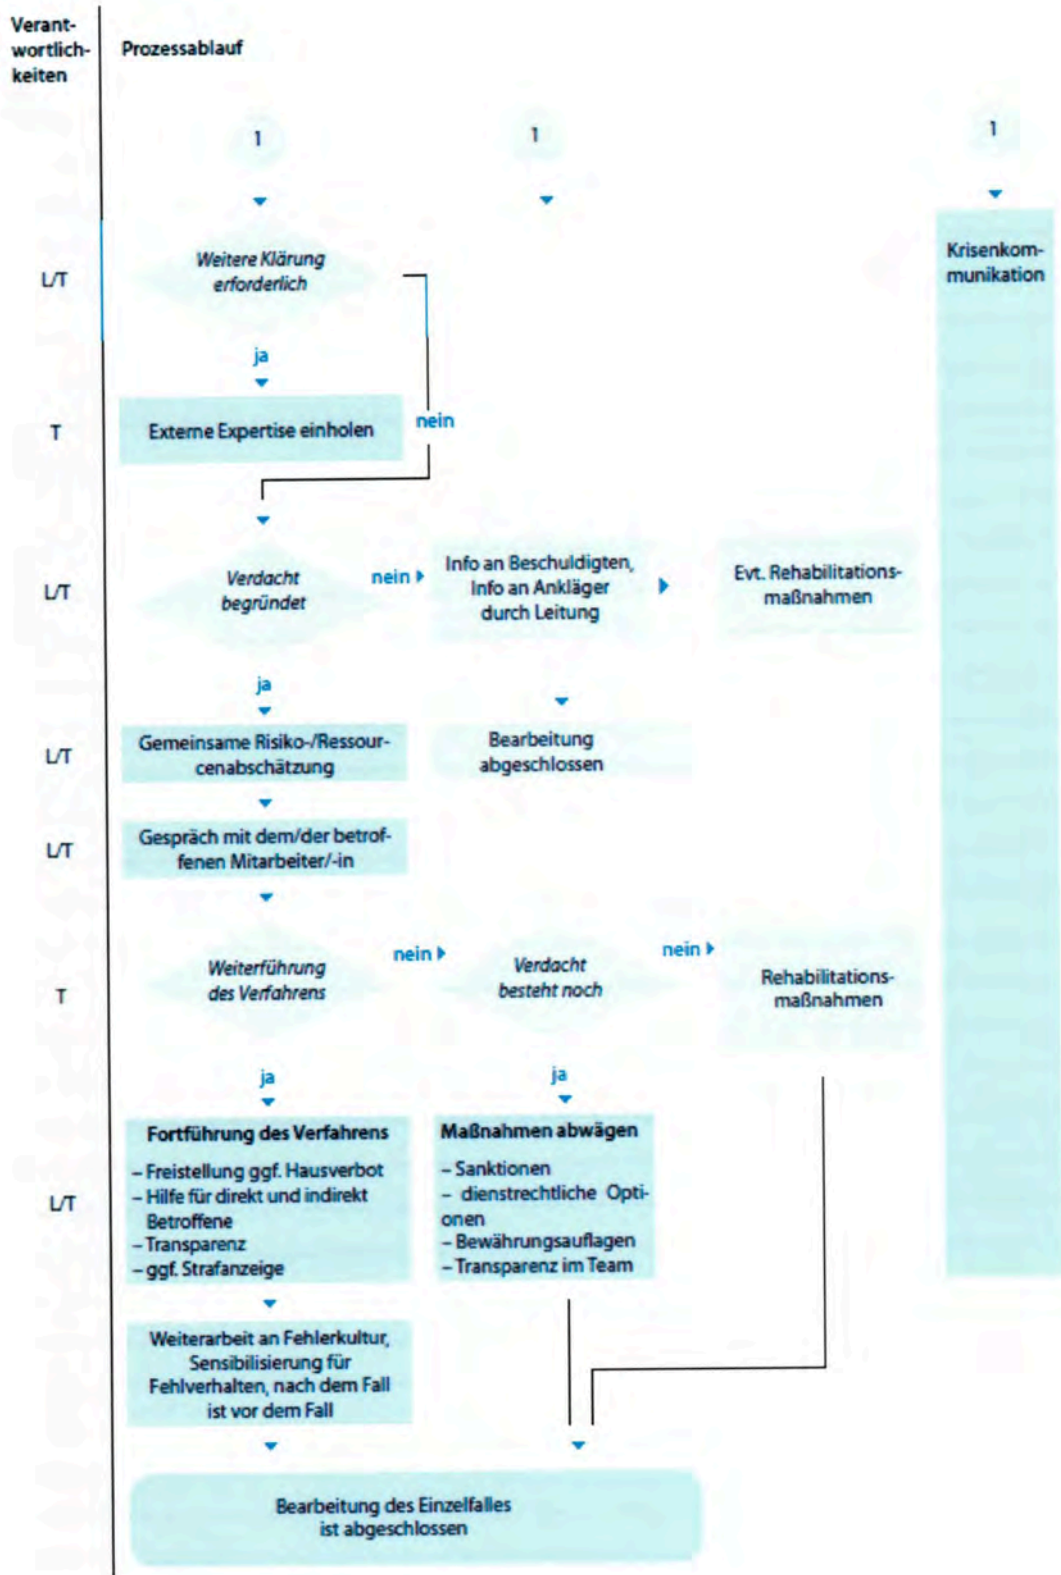 Verant-
wortlich-
keiten
Prozessablauf
1
1
1
L/T
Weitere Klärung
erforderlich
Krisenkom-
munikation
ja
T
Externe Expertise einholen
nein
L/T
Verdacht
begründet
nein
Info an Beschuldigten,
Info an Ankläger
durch Leitung
Evt. Rehabilitations-
maßnahmen
ja
L/T
Gemeinsame Risiko-/Ressour-
cenabschätzung
Bearbeitung
abgeschlossen
L/T
Gespräch mit dem/der betrof-
fenen Mitarbeiter/-in
T
Weiterführung
des Verfahrens
nein
Verdacht
besteht noch
nein
Rehabilitations-
maßnahmen
ja
ja
L/T
Fortführung des Verfahrens
– Freistellung ggf. Hausverbot
– Hilfe für direkt und indirekt
Betroffene
– Transparenz
– ggf. Strafanzeige
Maßnahmen abwägen
– Sanktionen
– dienstrechtliche Opti-
onen
– Bewährungsauflagen
– Transparenz im Team
Weiterarbeit an Fehlerkultur,
Sensibilisierung für
Fehlverhalten, nach dem Fall
ist vor dem Fall
Bearbeitung des Einzelfalles
ist abgeschlossen